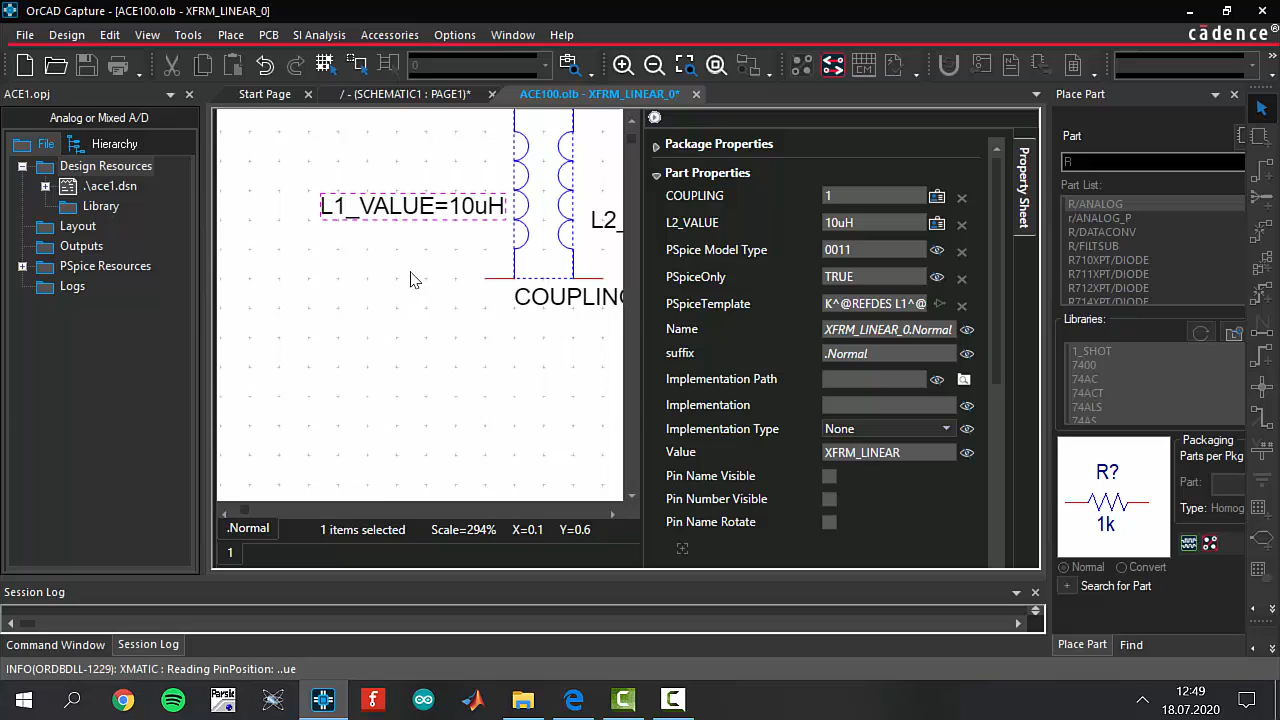 OrCAD Capture - [ACE100.olb - XFRM_LINEAR_0]
File Design Edit View Tools Place PCB SI Analysis Accessories Options Window Help
cādence
0
ACE1.opj
Start Page
/ - (SCHEMATIC1 : PAGE1)*
ACE100.olb - XFRM_LINEAR_0*
Place Part
Analog or Mixed A/D
File Hierarchy
Design Resources
.\ace1.dsn
Library
Layout
Outputs
PSpice Resources
Logs
L1_VALUE=10uH
L2_
COUPLING
.Normal
1 items selected Scale=294% X=0.1 Y=0.6
1
Package Properties
Part Properties
COUPLING 1
L2_VALUE 10uH
PSpice Model Type 0011
PSpiceOnly TRUE
PSpiceTemplate K^@REFDES L1^@
Name XFRM_LINEAR_0.Normal
suffix .Normal
Implementation Path
Implementation
Implementation Type None
Value XFRM_LINEAR
Pin Name Visible
Pin Number Visible
Pin Name Rotate
Property Sheet
Part
R
Part List:
R/ANALOG
r/ANALOG_P
R/DATACONV
R/FILTSUB
R710XPT/DIODE
R711XPT/DIODE
R712XPT/DIODE
R714XPT/DIODE
Libraries:
1_SHOT
7400
74AC
74ACT
74ALS
74AS
R?
1k
Packaging
Parts per Pkg
Part:
Type: Homog
Normal Convert
Search for Part
Session Log
Command Window Session Log
Place Part Find
INFO(ORDBDLL-1229): XMATIC : Reading PinPosition: ..ue
Parsk
12:49
18.07.2020